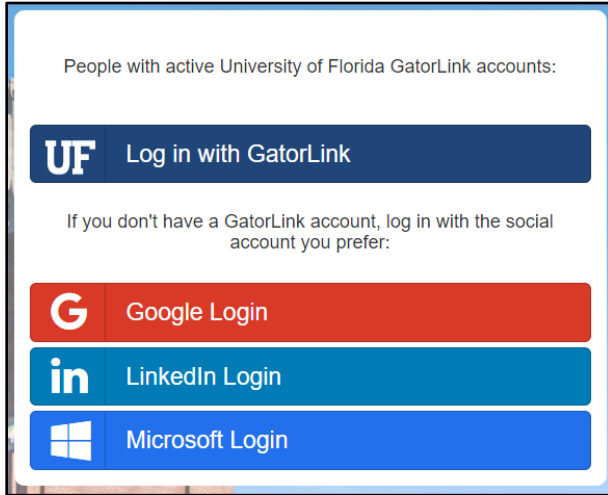 People with active University of Florida GatorLink accounts:
UF Log in with GatorLink
If you don't have a GatorLink account, log in with the social
account you prefer:
G Google Login
in LinkedIn Login
Microsoft Login